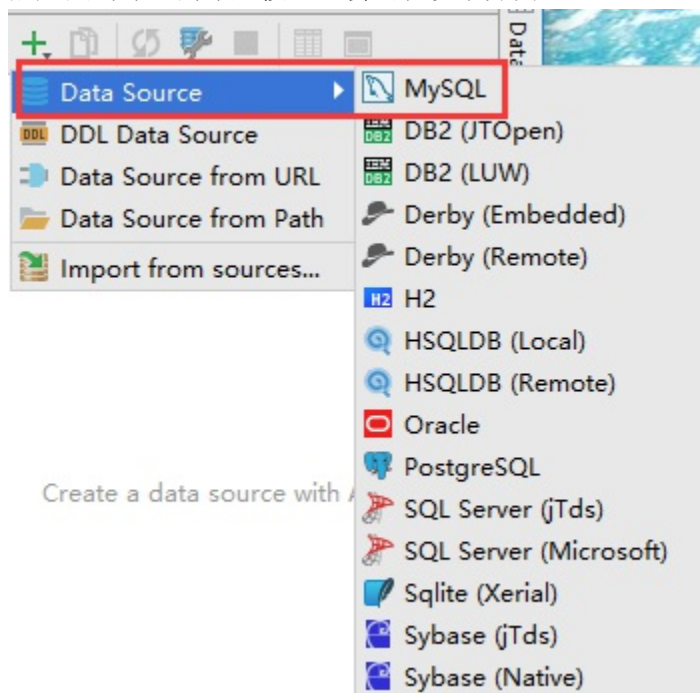 Data
Data Source
DDL Data Source
Data Source from URL
Data Source from Path
Import from sources...
MySQL
DB2 (JTOpen)
DB2 (LUW)
Derby (Embedded)
Derby (Remote)
H2
HSQLDB (Local)
HSQLDB (Remote)
Oracle
PostgreSQL
SQL Server (jTds)
SQL Server (Microsoft)
Sqlite (Xerial)
Sybase (jTds)
Sybase (Native)
Create a data source with